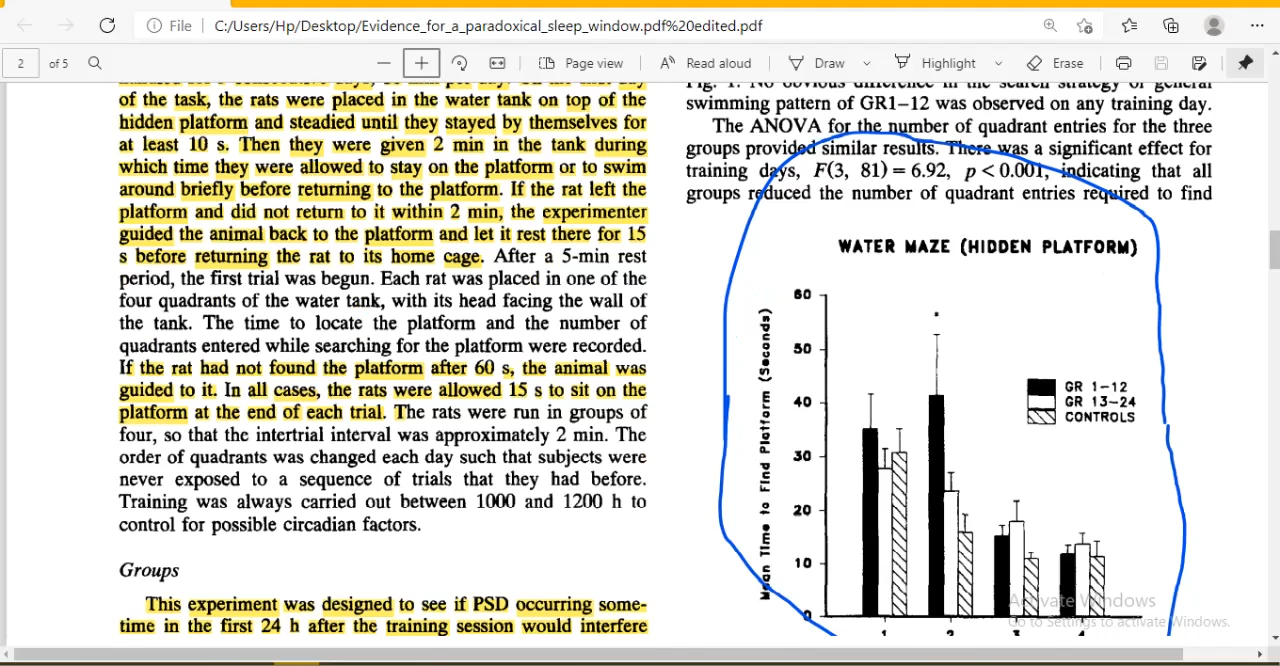 File
C:/Users/Hp/Desktop/Evidence_for_a_paradoxical_sleep_window.pdf%20edited.pdf
2 of 5
Page view
Read aloud
Draw
Highlight
Erase
of the task, the rats were placed in the water tank on top of the
hidden platform and steadied until they stayed by themselves for
at least 10 s. Then they were given 2 min in the tank during
which time they were allowed to stay on the platform or to swim
around briefly before returning to the platform. If the rat left the
platform and did not return to it within 2 min, the experimenter
guided the animal back to the platform and let it rest there for 15
s before returning the rat to its home cage. After a 5-min rest
period, the first trial was begun. Each rat was placed in one of the
four quadrants of the water tank, with its head facing the wall of
the tank. The time to locate the platform and the number of
quadrants entered while searching for the platform were recorded.
If the rat had not found the platform after 60 s, the animal was
guided to it. In all cases, the rats were allowed 15 s to sit on the
platform at the end of each trial. The rats were run in groups of
four, so that the intertrial interval was approximately 2 min. The
order of quadrants was changed each day such that subjects were
never exposed to a sequence of trials that they had before.
Training was always carried out between 1000 and 1200 h to
control for possible circadian factors.
Groups
This experiment was designed to see if PSD occurring some-
time in the first 24 h after the training session would interfere
Fig. 1. No obvious difference in the search strategy of general
swimming pattern of GR1–12 was observed on any training day.
The ANOVA for the number of quadrant entries for the three
groups provided similar results. There was a significant effect for
training days, F(3, 81) = 6.92, p < 0.001, indicating that all
groups reduced the number of quadrant entries required to find
WATER MAZE (HIDDEN PLATFORM)
Mean Time to Find Platform (Seconds)
60
50
40
30
20
10
0
1 2 3 4
GR 1–12
GR 13–24
CONTROLS
Activate Windows
Go to Settings to activate Windows.